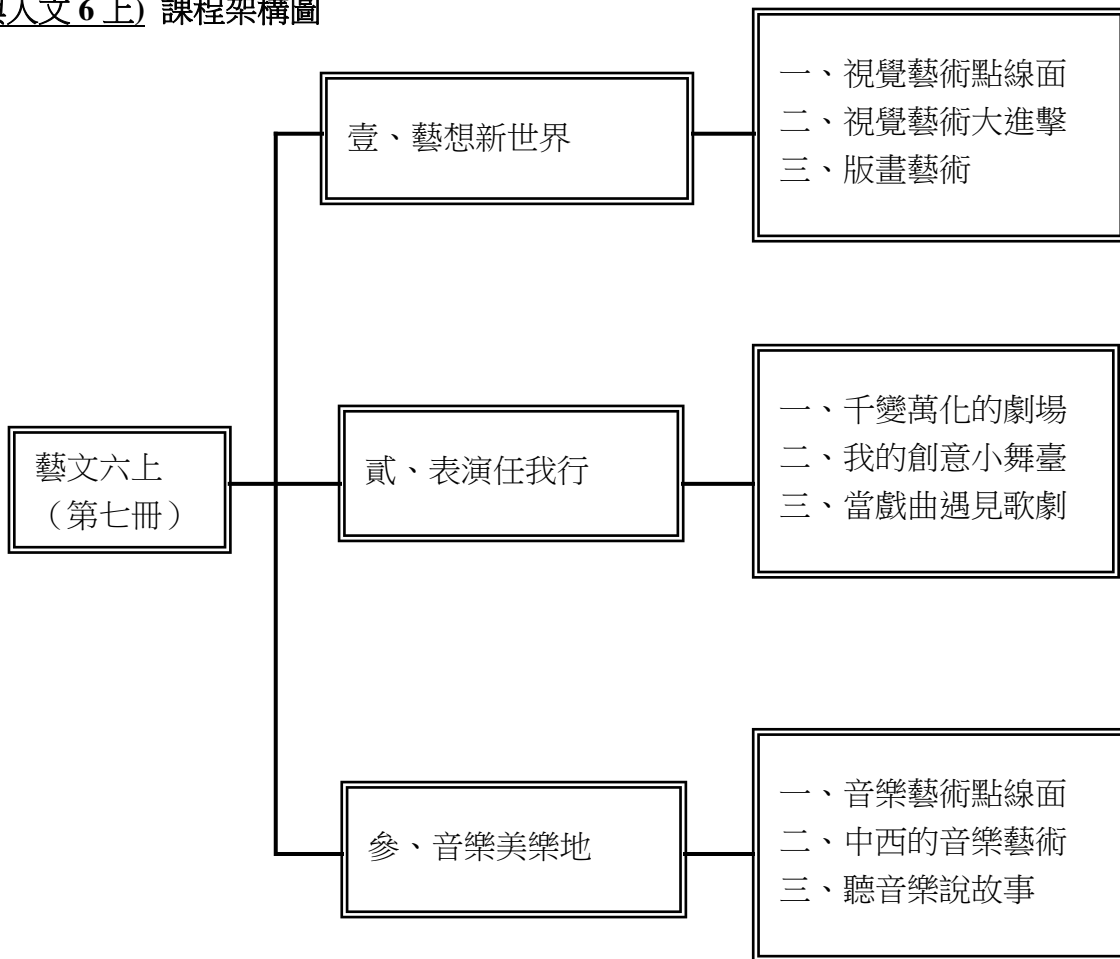 人文 6 上) 課程架構圖
一、視覺藝術點線面
二、視覺藝術大進擊
三、版畫藝術
壹、藝想新世界
一、千變萬化的劇場
二、我的創意小舞臺
三、當戲曲遇見歌劇
貳、表演任我行
藝文六上
（第七冊）
一、音樂藝術點線面
二、中西的音樂藝術
三、聽音樂說故事
參、音樂美樂地